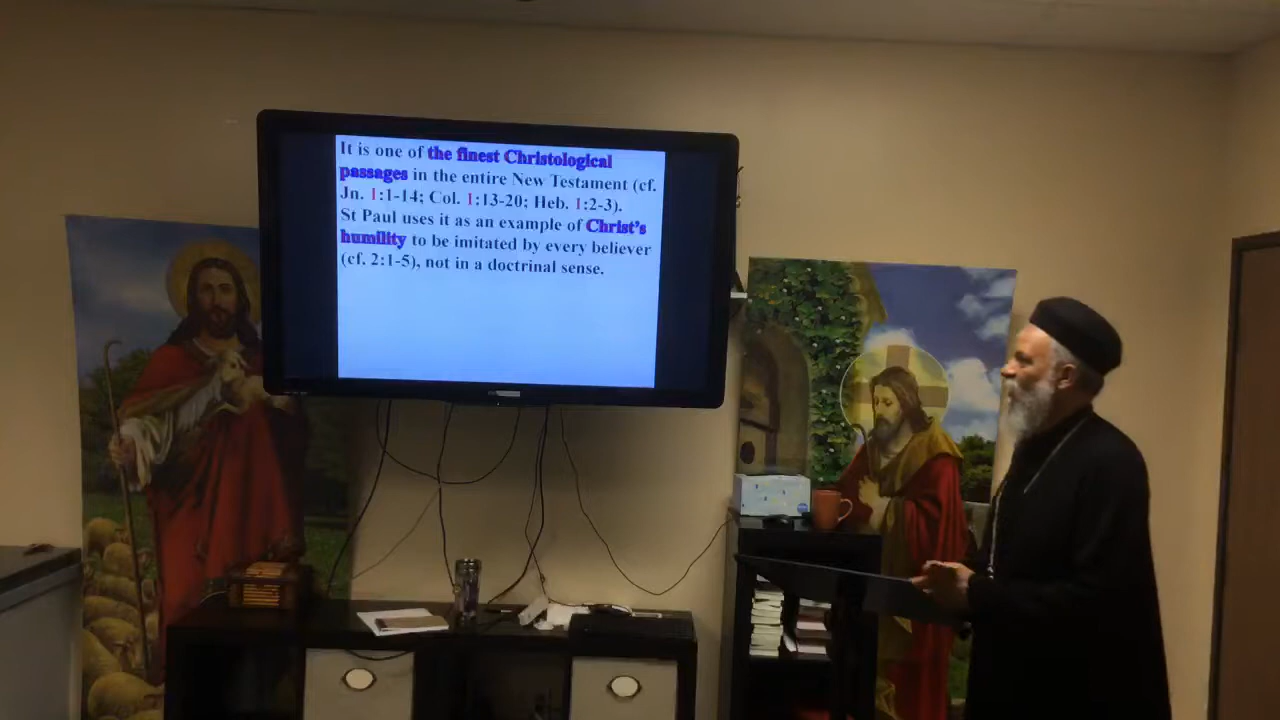 It is one of the finest Christological
passages in the entire New Testament (cf.
Jn. 1:1-14; Col. 1:13-20; Heb. 1:2-3).
St Paul uses it as an example of Christ's
humility to be imitated by every believer
(cf. 2:1-5), not in a doctrinal sense.